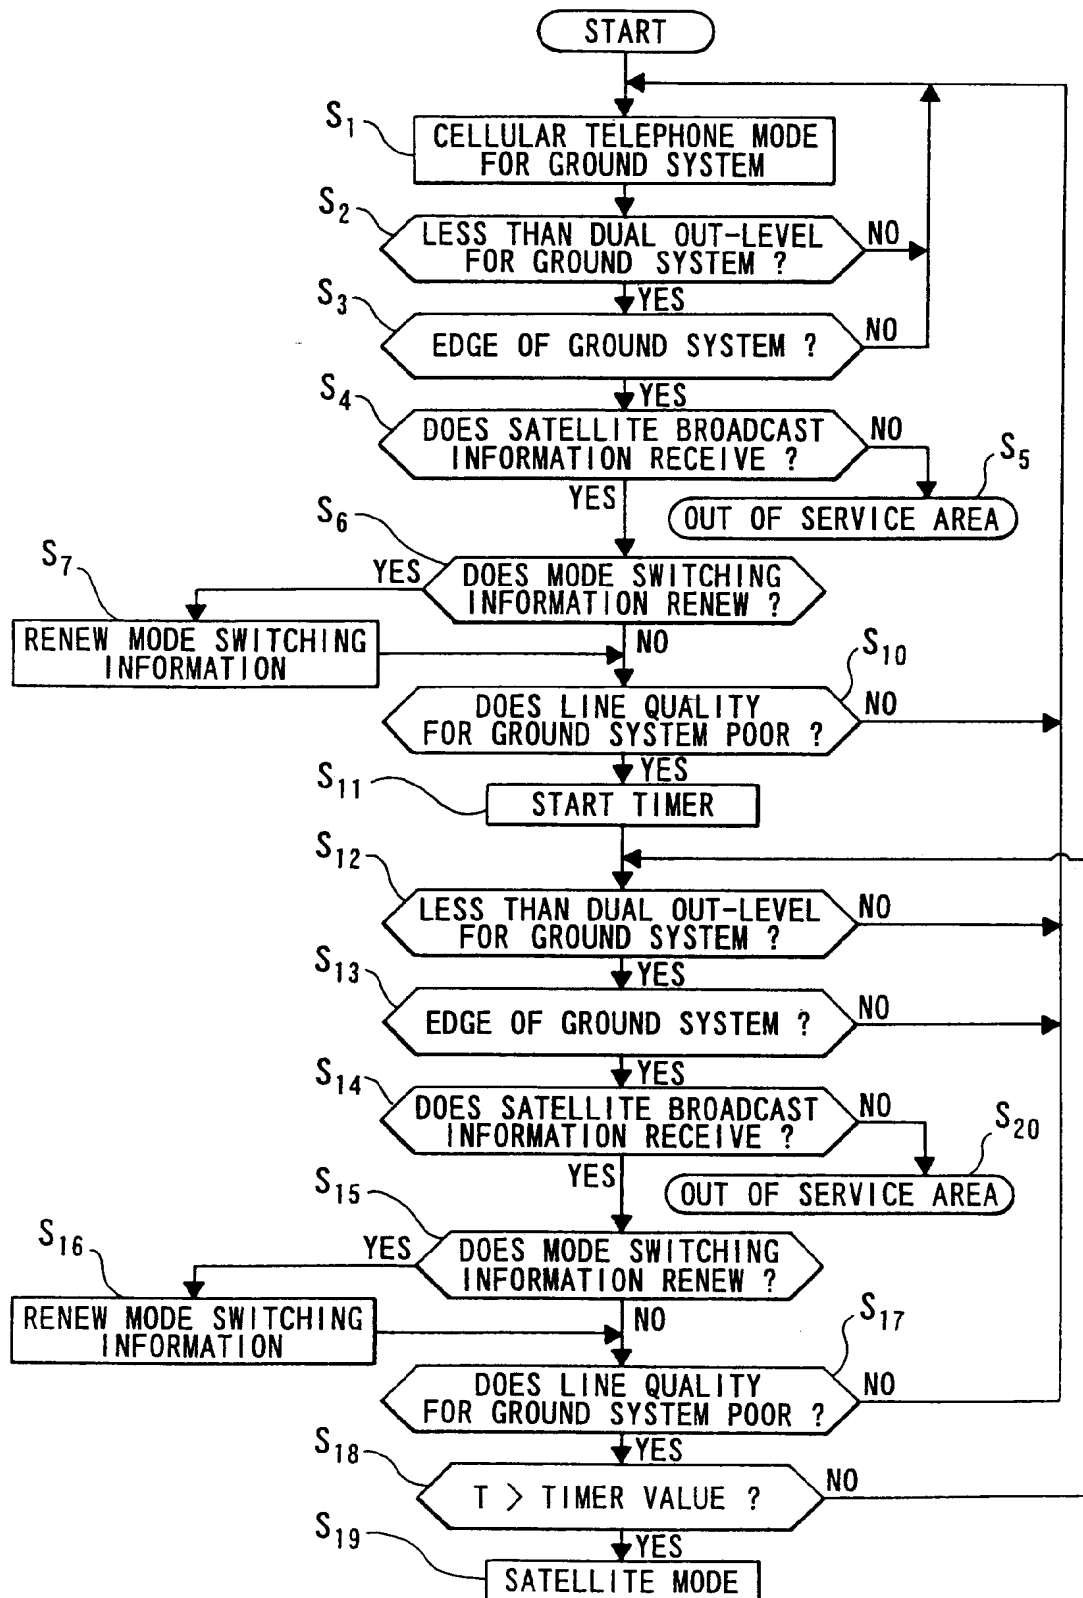 START
S1
CELLULAR TELEPHONE MODE
FOR GROUND SYSTEM
S2
LESS THAN DUAL OUT-LEVEL
FOR GROUND SYSTEM ?
NO
YES
S3
EDGE OF GROUND SYSTEM ?
NO
YES
S4
DOES SATELLITE BROADCAST
INFORMATION RECEIVE ?
NO
YES
S5
OUT OF SERVICE AREA
S6
DOES MODE SWITCHING
INFORMATION RENEW ?
YES
NO
S7
RENEW MODE SWITCHING
INFORMATION
S10
DOES LINE QUALITY
FOR GROUND SYSTEM POOR ?
NO
YES
S11
START TIMER
S12
LESS THAN DUAL OUT-LEVEL
FOR GROUND SYSTEM ?
NO
YES
S13
EDGE OF GROUND SYSTEM ?
NO
YES
S14
DOES SATELLITE BROADCAST
INFORMATION RECEIVE ?
NO
YES
S20
OUT OF SERVICE AREA
S15
DOES MODE SWITCHING
INFORMATION RENEW ?
YES
NO
S16
RENEW MODE SWITCHING
INFORMATION
S17
DOES LINE QUALITY
FOR GROUND SYSTEM POOR ?
NO
YES
S18
T > TIMER VALUE ?
NO
YES
S19
SATELLITE MODE